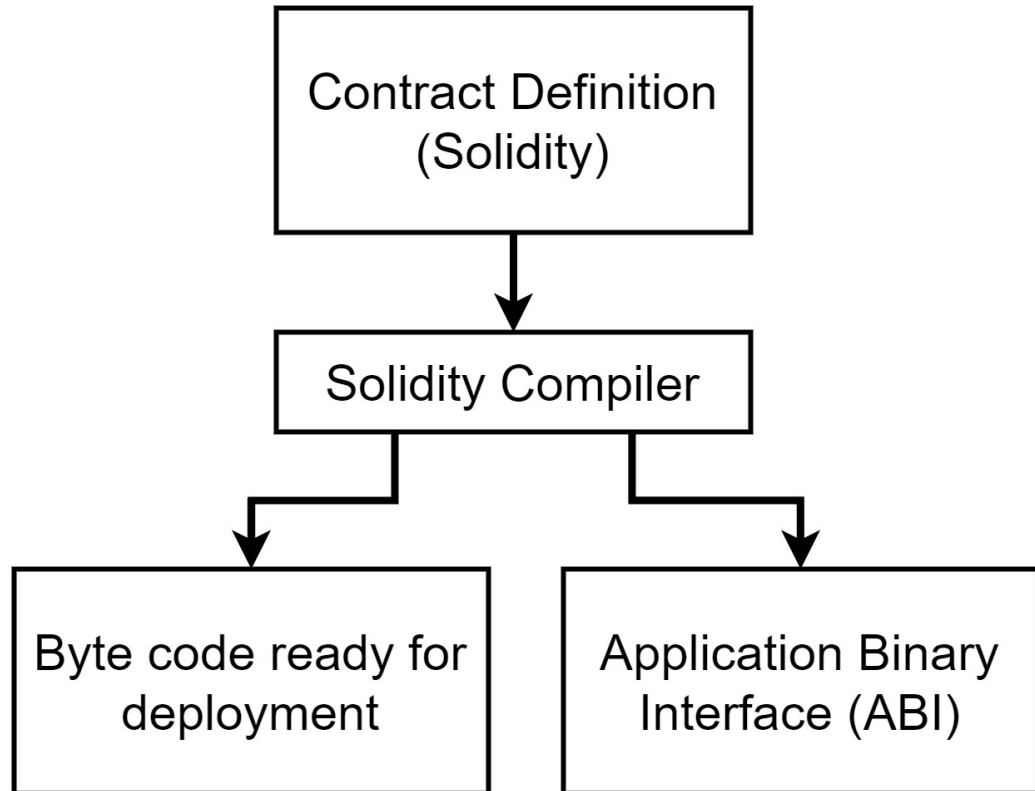 Contract Definition
(Solidity)
Solidity Compiler
Byte code ready for
deployment
Application Binary
Interface (ABI)